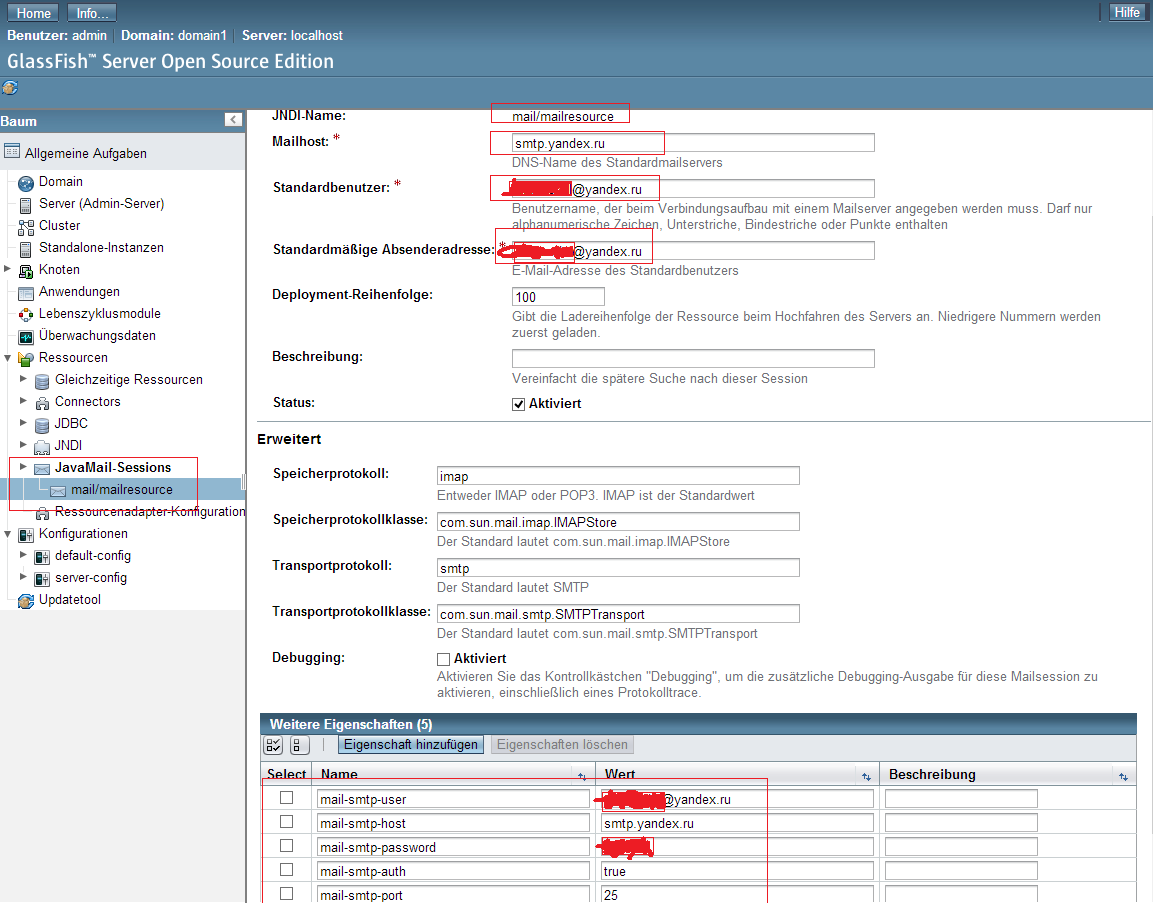 Home Info... Hilfe
Benutzer: admin Domain: domain1 Server: localhost
GlassFish™ Server Open Source Edition
Baum
Allgemeine Aufgaben
Domain
Server (Admin-Server)
Cluster
Standalone-Instanzen
Knoten
Anwendungen
Lebenszyklusmodule
Überwachungsdaten
Ressourcen
Gleichzeitige Ressourcen
Connectors
JDBC
JNDI
JavaMail-Sessions
mail/mailresource
Ressourcenadapter-Konfiguration
Konfigurationen
default-config
server-config
Updatetool
JNDI-Name: mail/mailresource
Mailhost: * smtp.yandex.ru
DNS-Name des Standardmailservers
Standardbenutzer: * @yandex.ru
Benutzername, der beim Verbindungsaufbau mit einem Mailserver angegeben werden muss. Darf nur
alphanumerische Zeichen, Unterstriche, Bindestriche oder Punkte enthalten
Standardmäßige Absenderadresse: * @yandex.ru
E-Mail-Adresse des Standardbenutzers
Deployment-Reihenfolge: 100
Gibt die Ladereihenfolge der Ressource beim Hochfahren des Servers an. Niedrigere Nummern werden
zuerst geladen.
Beschreibung:
Vereinfacht die spätere Suche nach dieser Session
Status: Aktiviert
Erweitert
Speicherprotokoll: imap
Entweder IMAP oder POP3. IMAP ist der Standardwert
Speicherprotokollklasse: com.sun.mail.imap.IMAPStore
Der Standard lautet com.sun.mail.imap.IMAPStore
Transportprotokoll: smtp
Der Standard lautet SMTP
Transportprotokollklasse: com.sun.mail.smtp.SMTPTransport
Der Standard lautet com.sun.mail.smtp.SMTPTransport
Debugging: Aktiviert
Aktivieren Sie das Kontrollkästchen "Debugging", um die zusätzliche Debugging-Ausgabe für diese Mailsession zu
aktivieren, einschließlich eines Protokolltrace.
Weitere Eigenschaften (5)
Eigenschaft hinzufügen Eigenschaften löschen
Select Name Wert Beschreibung
mail-smtp-user @yandex.ru
mail-smtp-host smtp.yandex.ru
mail-smtp-password
mail-smtp-auth true
mail-smtp-port 25